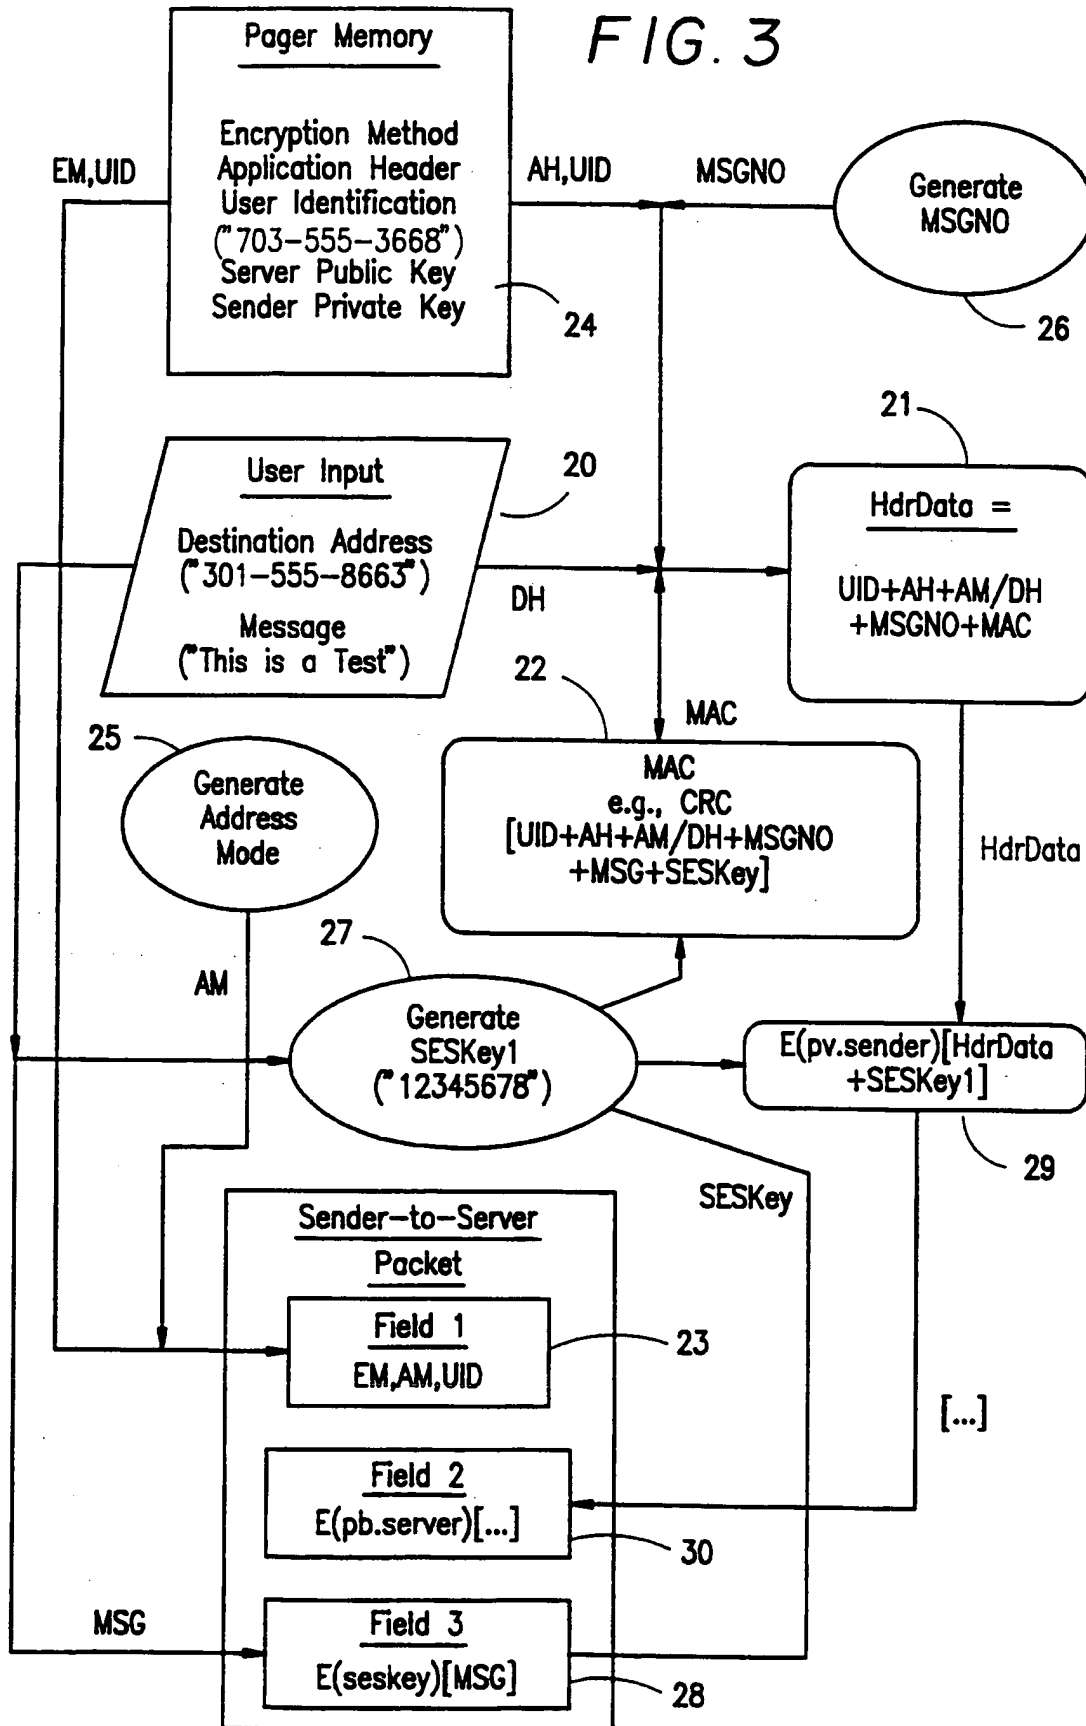 FIG. 3
Pager Memory
Encryption Method
Application Header
User Identification
("703-555-3668")
Server Public Key
Sender Private Key
24
EM,UID
AH,UID
MSGNO
Generate
MSGNO
26
21
User Input
Destination Address
("301-555-8663")
Message
("This is a Test")
20
DH
HdrData =
UID+AH+AM/DH
+MSGNO+MAC
22
MAC
MAC
e.g., CRC
[UID+AH+AM/DH+MSGNO
+MSG+SESKey]
HdrData
25
Generate
Address
Mode
AM
27
Generate
SESKey1
("12345678")
E(pv.sender)[HdrData
+SESKey1]
29
SESKey
Sender-to-Server
Packet
Field 1
EM,AM,UID
23
[...]
Field 2
E(pb.server)[...]
30
MSG
Field 3
E(seskey)[MSG]
28